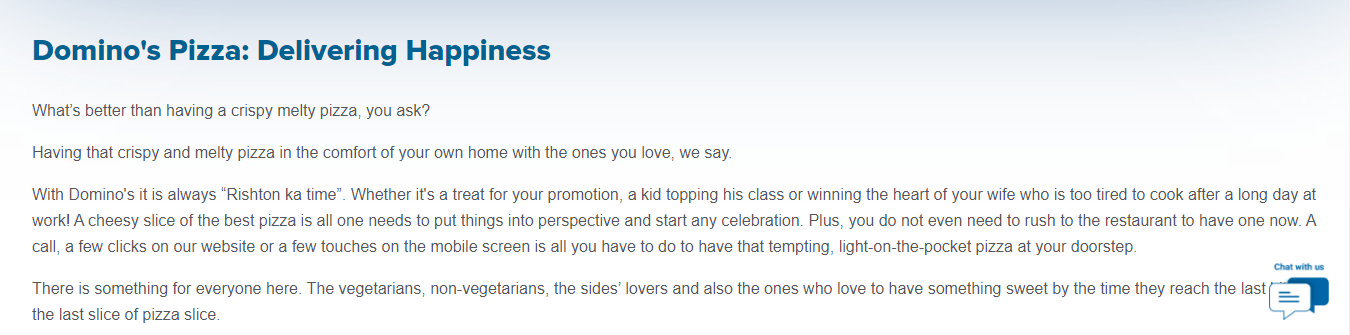 Domino's Pizza: Delivering Happiness
What's better than having a crispy melty pizza, you ask?
Having that crispy and melty pizza in the comfort of your own home with the ones you love, we say.
With Domino's it is always “Rishton ka time”. Whether it's a treat for your promotion, a kid topping his class or winning the heart of your wife who is too tired to cook after a long day at
work! A cheesy slice of the best pizza is all one needs to put things into perspective and start any celebration. Plus, you do not even need to rush to the restaurant to have one now. A
call, a few clicks on our website or a few touches on the mobile screen is all you have to do to have that tempting, light-on-the-pocket pizza at your doorstep.
Chat with us
There is something for everyone here. The vegetarians, non-vegetarians, the sides’ lovers and also the ones who love to have something sweet by the time they reach the last
the last slice of pizza slice.